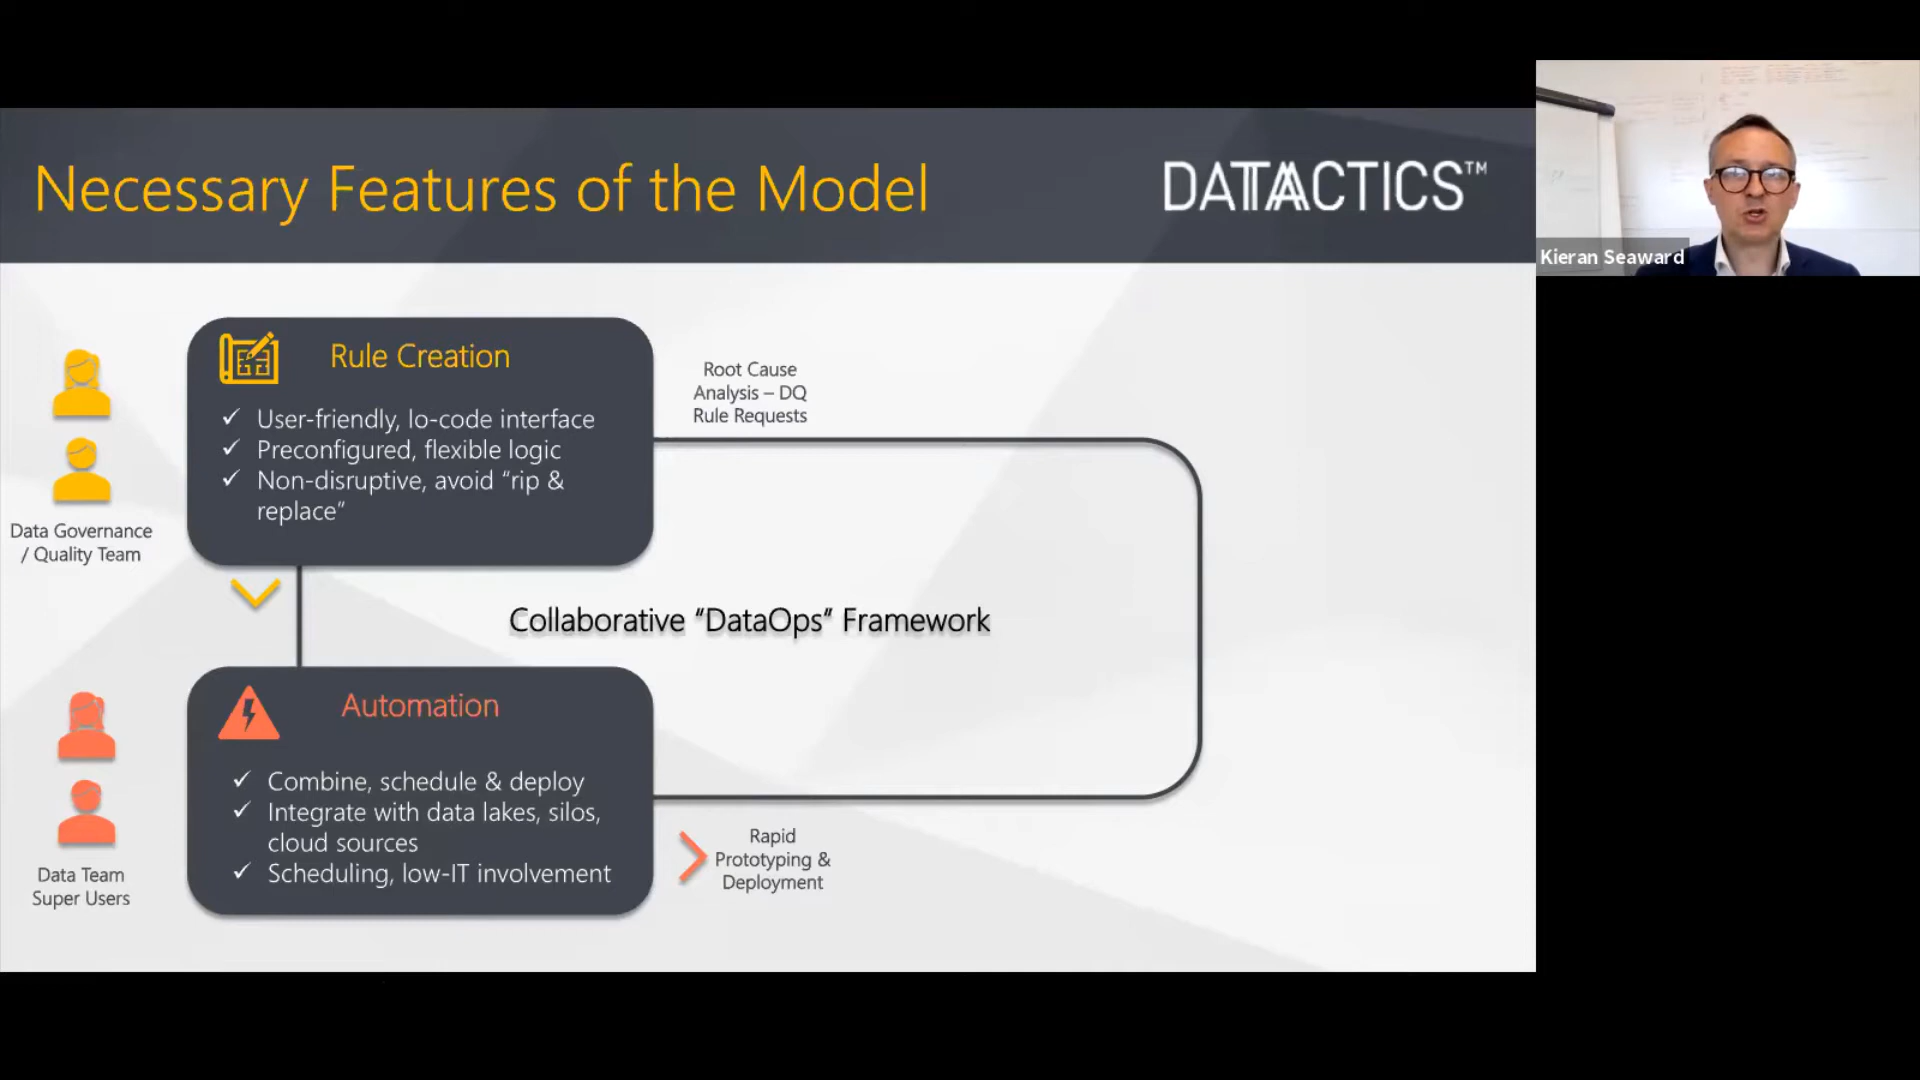 Necessary Features of the Model
DATACTICS™
Kieran Seaward
Rule Creation
✓ User-friendly, lo-code interface
✓ Preconfigured, flexible logic
✓ Non-disruptive, avoid “rip &
replace”
Data Governance
/ Quality Team
Root Cause
Analysis – DQ
Rule Requests
Collaborative “DataOps” Framework
Automation
✓ Combine, schedule & deploy
✓ Integrate with data lakes, silos,
cloud sources
✓ Scheduling, low-IT involvement
Data Team
Super Users
Rapid
Prototyping &
Deployment